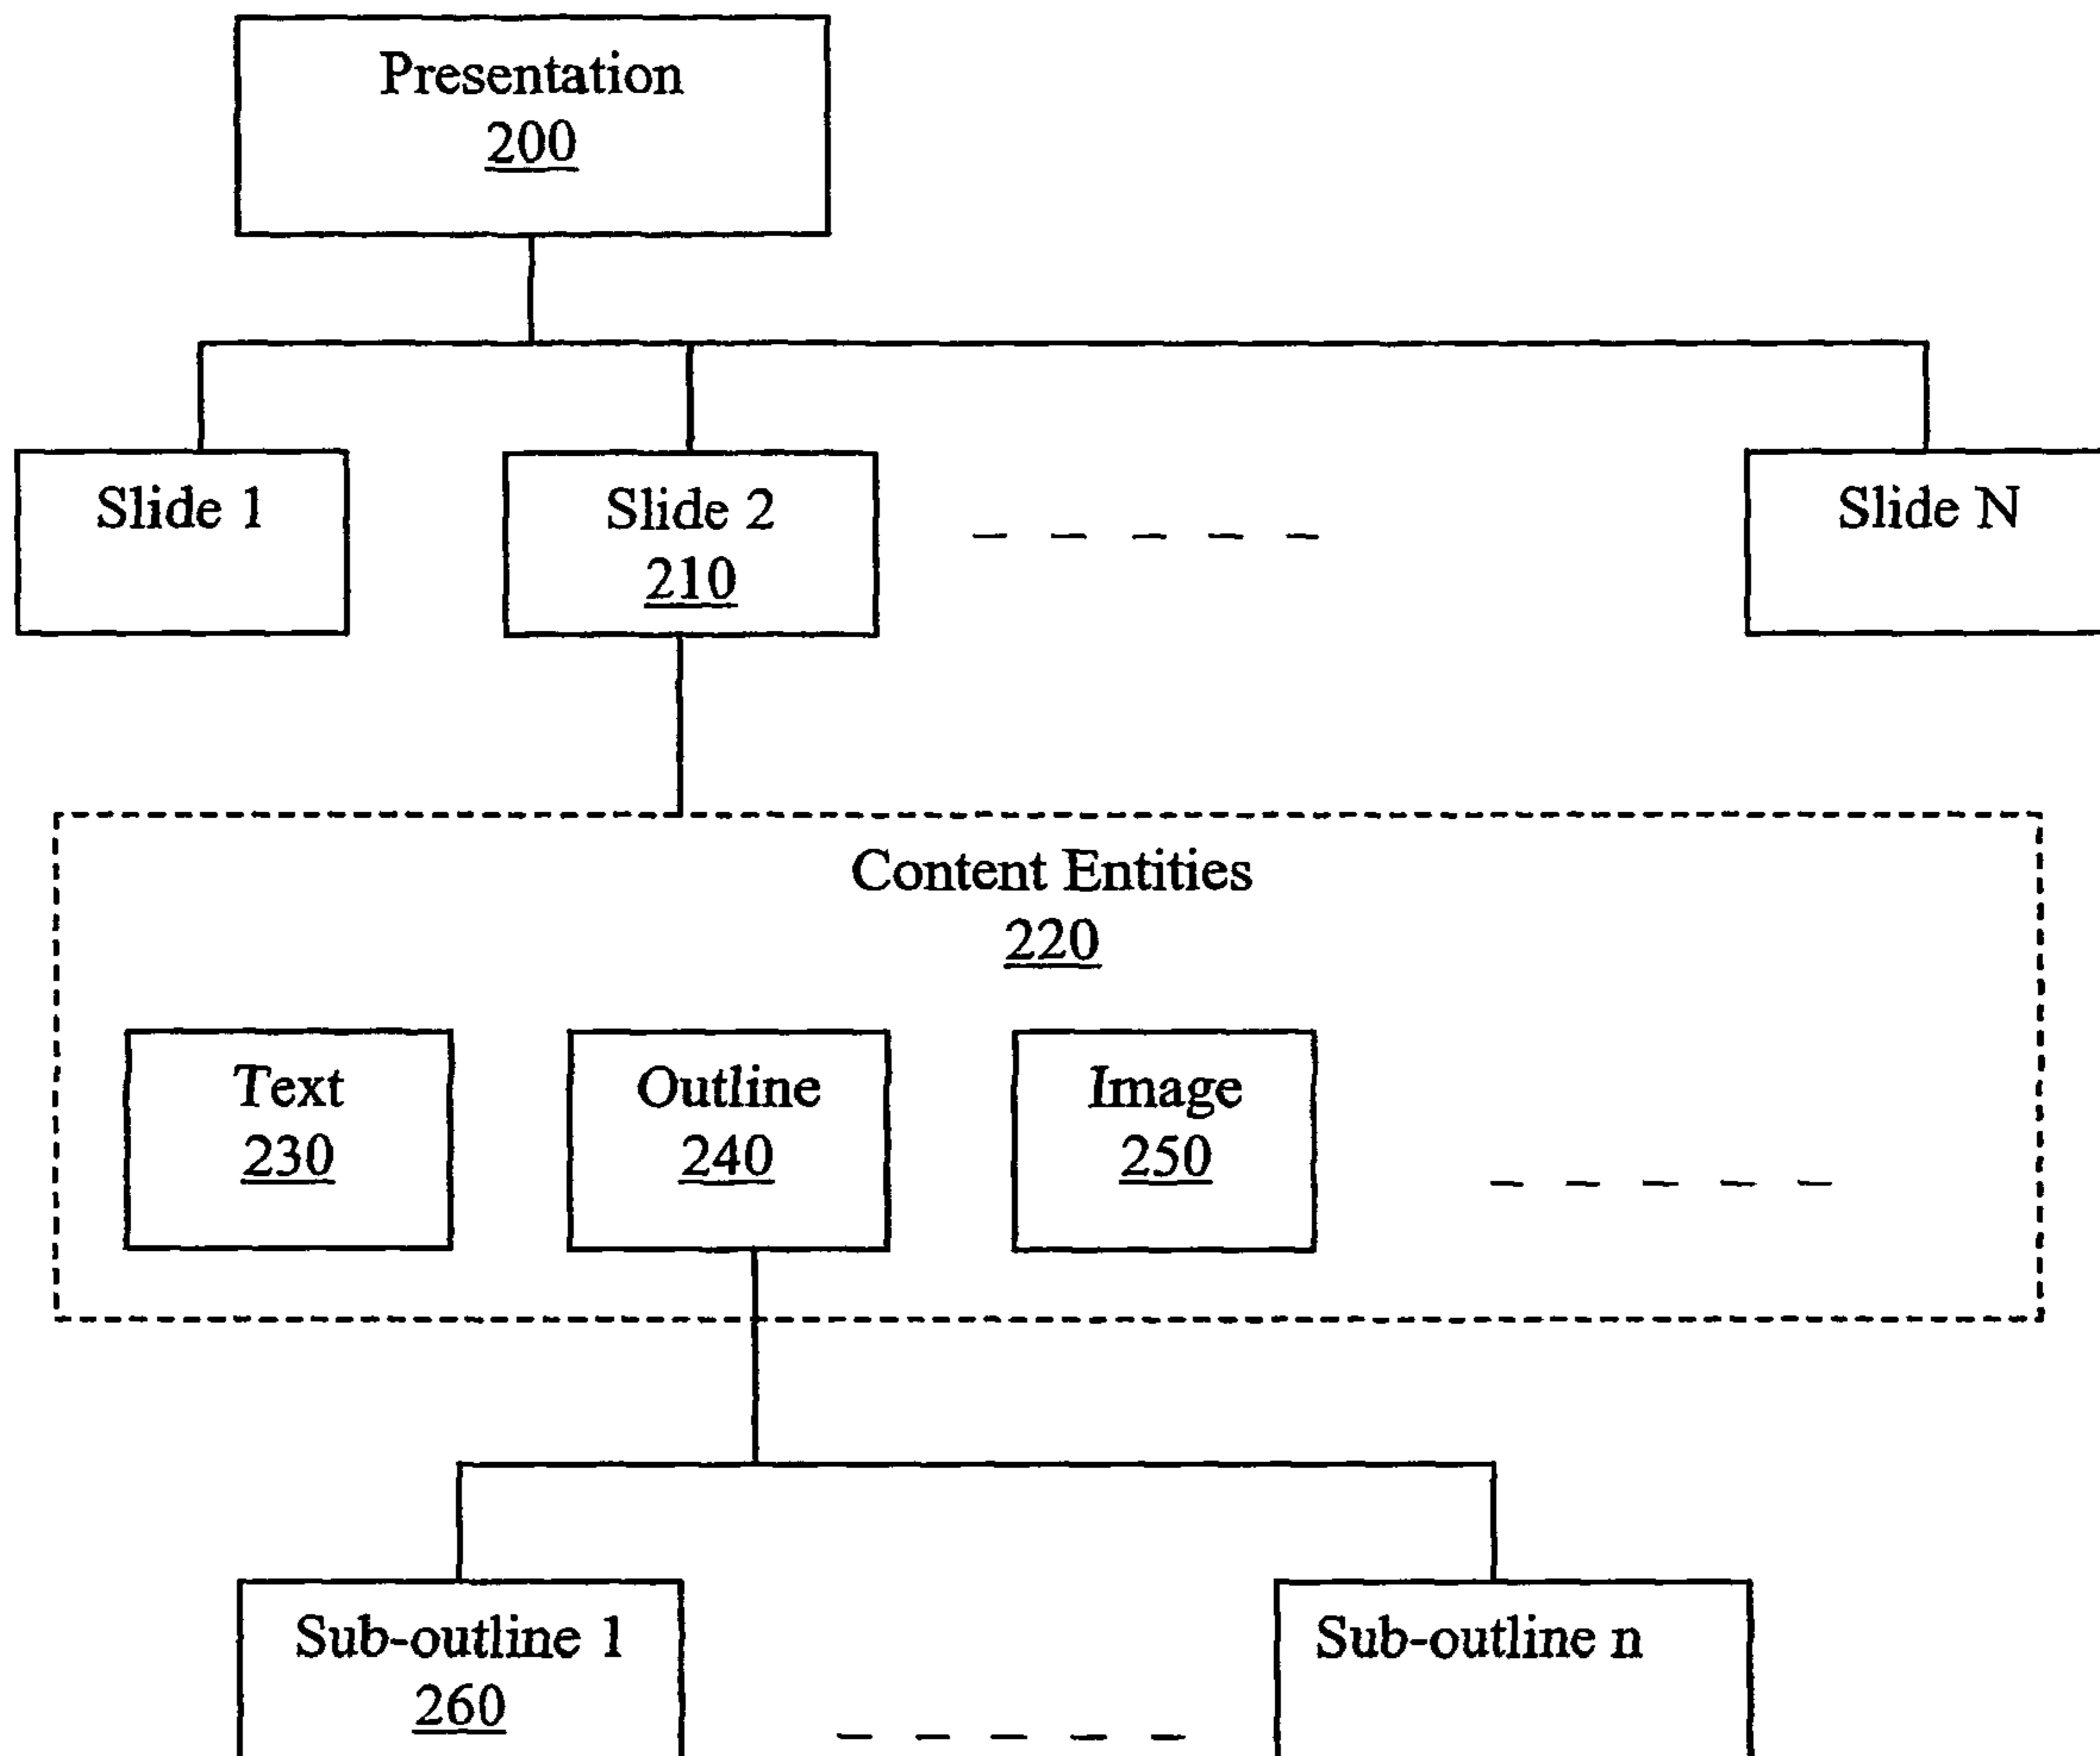 Presentation
200
Slide 1
Slide 2
210
Slide N
Content Entities
220
Text
230
Outline
240
Image
250
Sub-outline 1
260
Sub-outline n